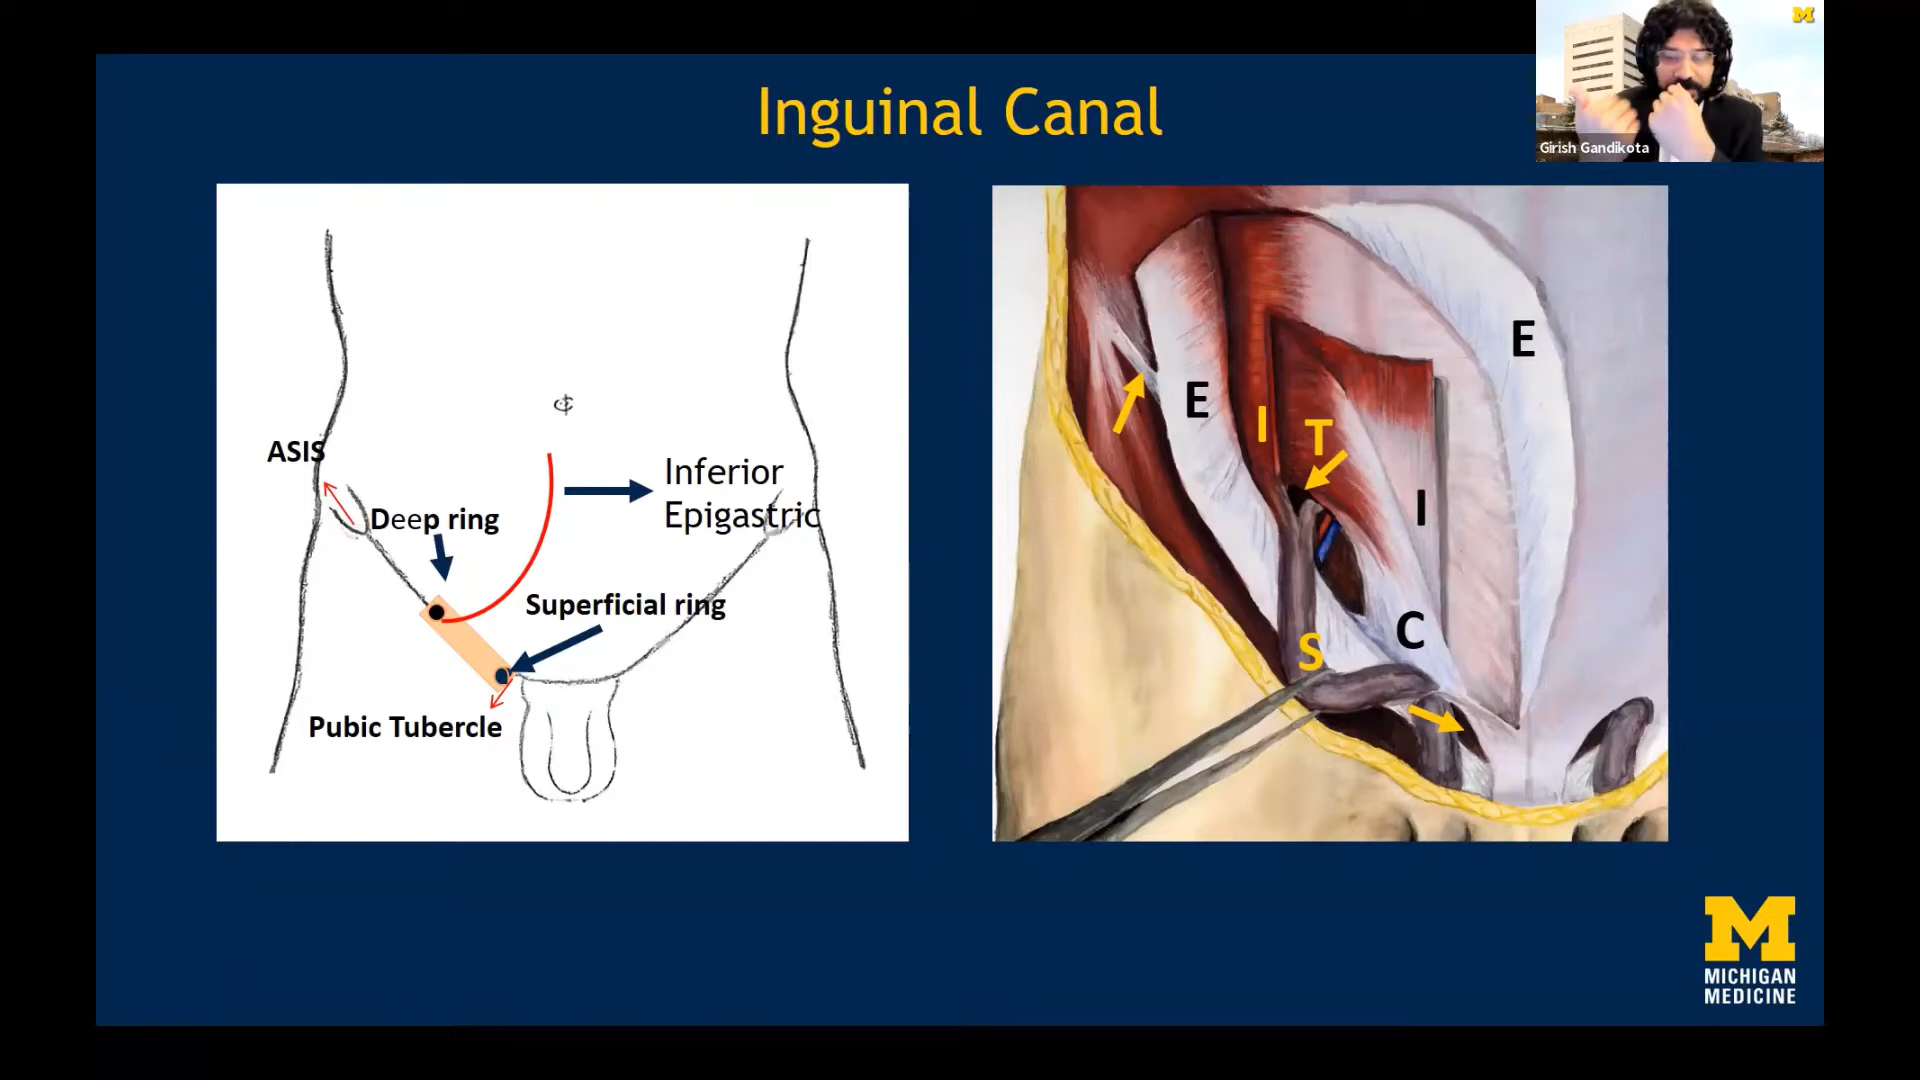 Inguinal Canal
M
Girish Gandikota
ASIS
Deep ring
Inferior
Epigastric
Superficial ring
Pubic Tubercle
E
E
I
T
I
S
C
M
MICHIGAN
MEDICINE